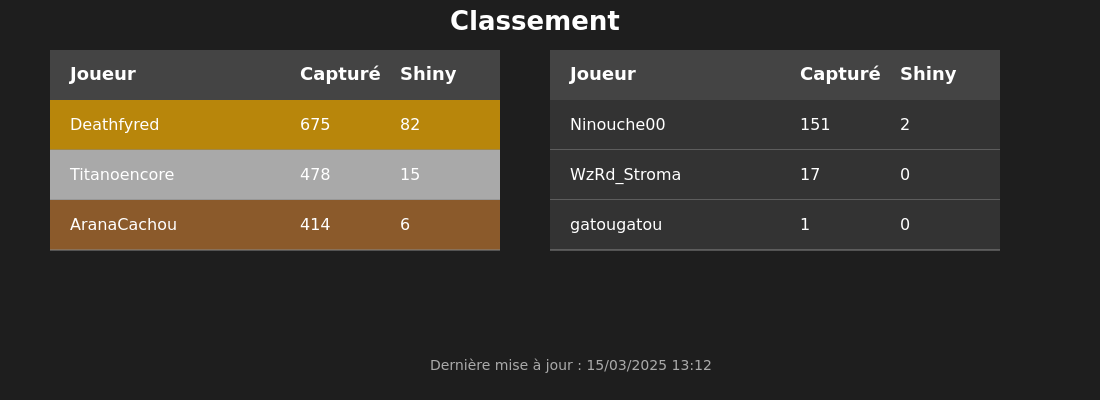 Classement
Joueur Capturé Shiny
Deathfyred 675 82
Titanoencore 478 15
AranaCachou 414 6
Joueur Capturé Shiny
Ninouche00 151 2
WzRd_Stroma 17 0
gatougatou 1 0
Dernière mise à jour : 15/03/2025 13:12